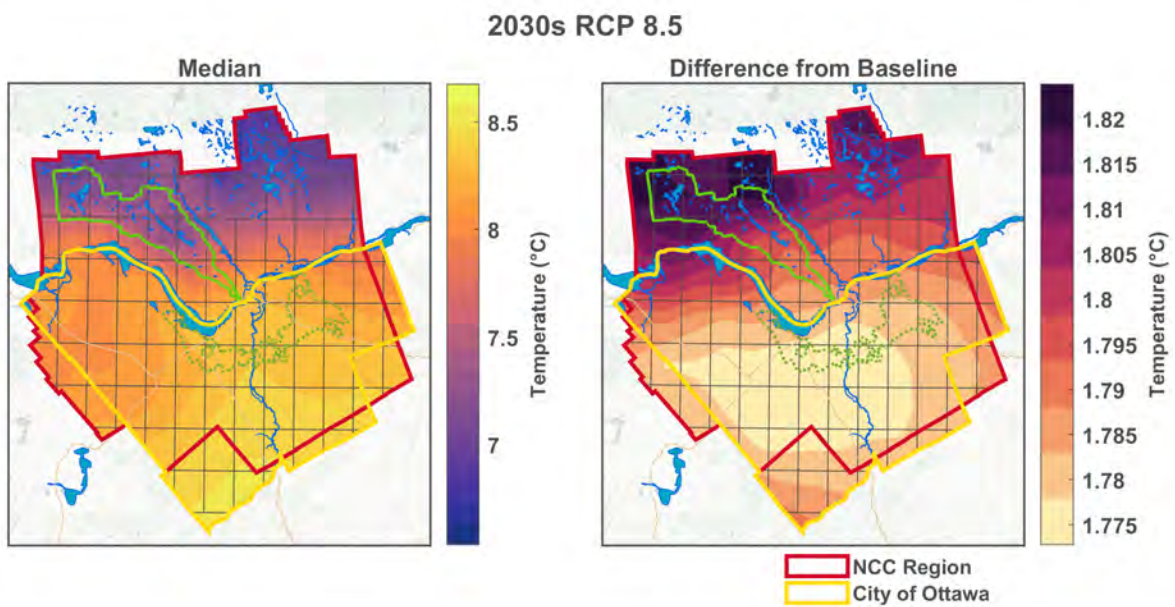 2030s RCP 8.5
Median
Difference from Baseline
8.5
8
7.5
7
Temperature (°C)
1.82
1.815
1.81
1.805
1.8
1.795
1.79
1.785
1.78
1.775
Temperature (°C)
NCC Region
City of Ottawa